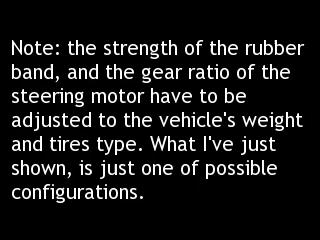 Note: the strength of the rubber
band, and the gear ratio of the
steering motor have to be
adjusted to the vehicle's weight
and tires type. What I've just
shown, is just one of possible
configurations.